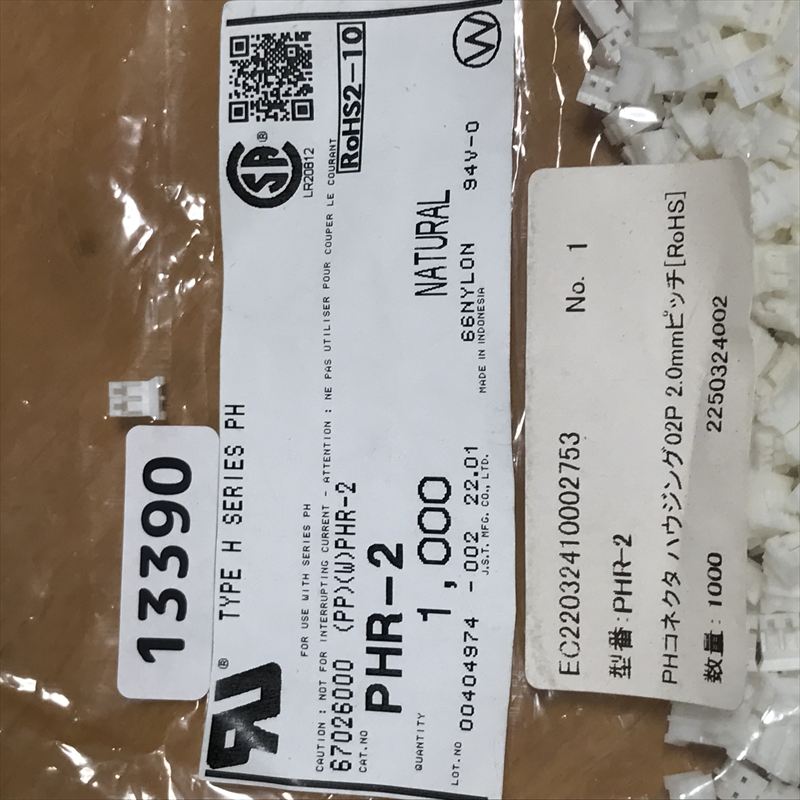 13390
TYPE H SERIES PH
FOR USE WITH SERIES PH
CAUTION : NOT FOR INTERRUPTING CURRENT - ATTENTION : NE PAS UTILISER POUR COUPER LE COURANT
67026000 (PP)(W)PHR-2
CAT.NO PHR-2
QUANTITY 1,000
LOT.NO 00404974 -002 22.01
J.S.T. MFG. CO., LTD.
LR20812
RoHS2-10
NATURAL
66NYLON 94V-0
MADE IN INDONESIA
W
EC22032410002753 No. 1
型番:PHR-2
PHコネクタ ハウジング02P 2.0mmピッチ[RoHS]
数量:1000 2250324002